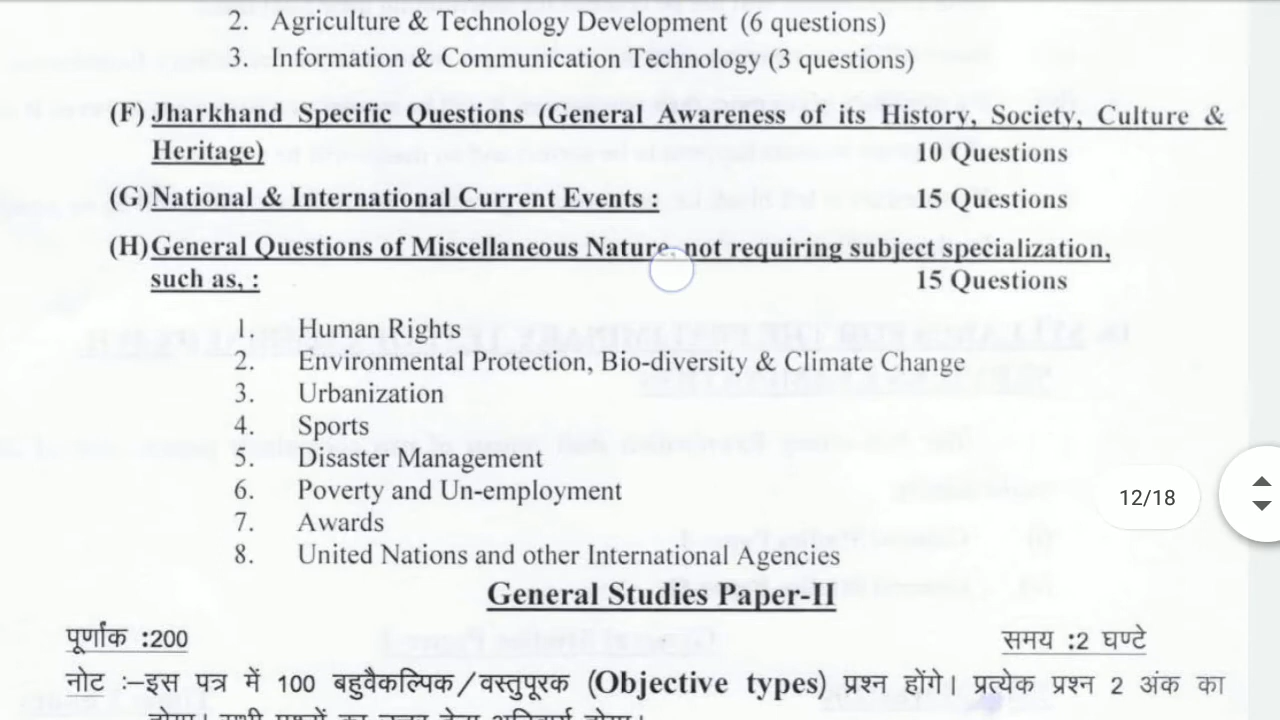 2. Agriculture & Technology Development (6 questions)
3. Information & Communication Technology (3 questions)
(F) Jharkhand Specific Questions (General Awareness of its History, Society, Culture &
Heritage) 10 Questions
(G) National & International Current Events : 15 Questions
(H) General Questions of Miscellaneous Nature, not requiring subject specialization,
such as, : 15 Questions
1. Human Rights
2. Environmental Protection, Bio-diversity & Climate Change
3. Urbanization
4. Sports
5. Disaster Management
6. Poverty and Un-employment
7. Awards
8. United Nations and other International Agencies
12/18
General Studies Paper-II
पूर्णांक :200 समय :2 घण्टे
नोट :–इस पत्र में 100 बहुवैकल्पिक/वस्तुपूरक (Objective types) प्रश्न होंगे। प्रत्येक प्रश्न 2 अंक का